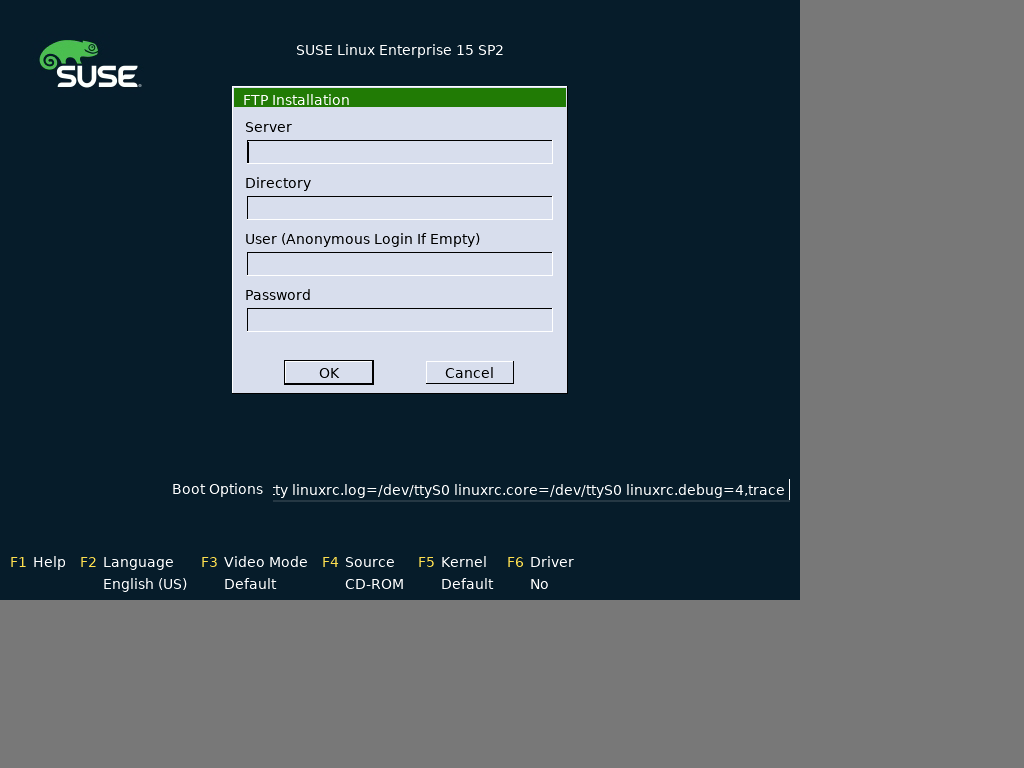 SUSE Linux Enterprise 15 SP2
SUSE
FTP Installation
Server
Directory
User (Anonymous Login If Empty)
Password
OK Cancel
Boot Options :ty linuxrc.log=/dev/ttyS0 linuxrc.core=/dev/ttyS0 linuxrc.debug=4,trace
F1 Help F2 Language F3 Video Mode F4 Source F5 Kernel F6 Driver
English (US) Default CD-ROM Default No